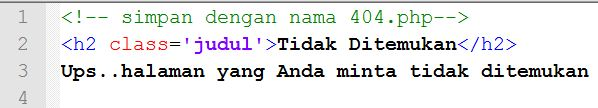 1 <!-- simpan dengan nama 404.php-->
2 <h2 class='judul'>Tidak Ditemukan</h2>
3 Ups..halaman yang Anda minta tidak ditemukan
4